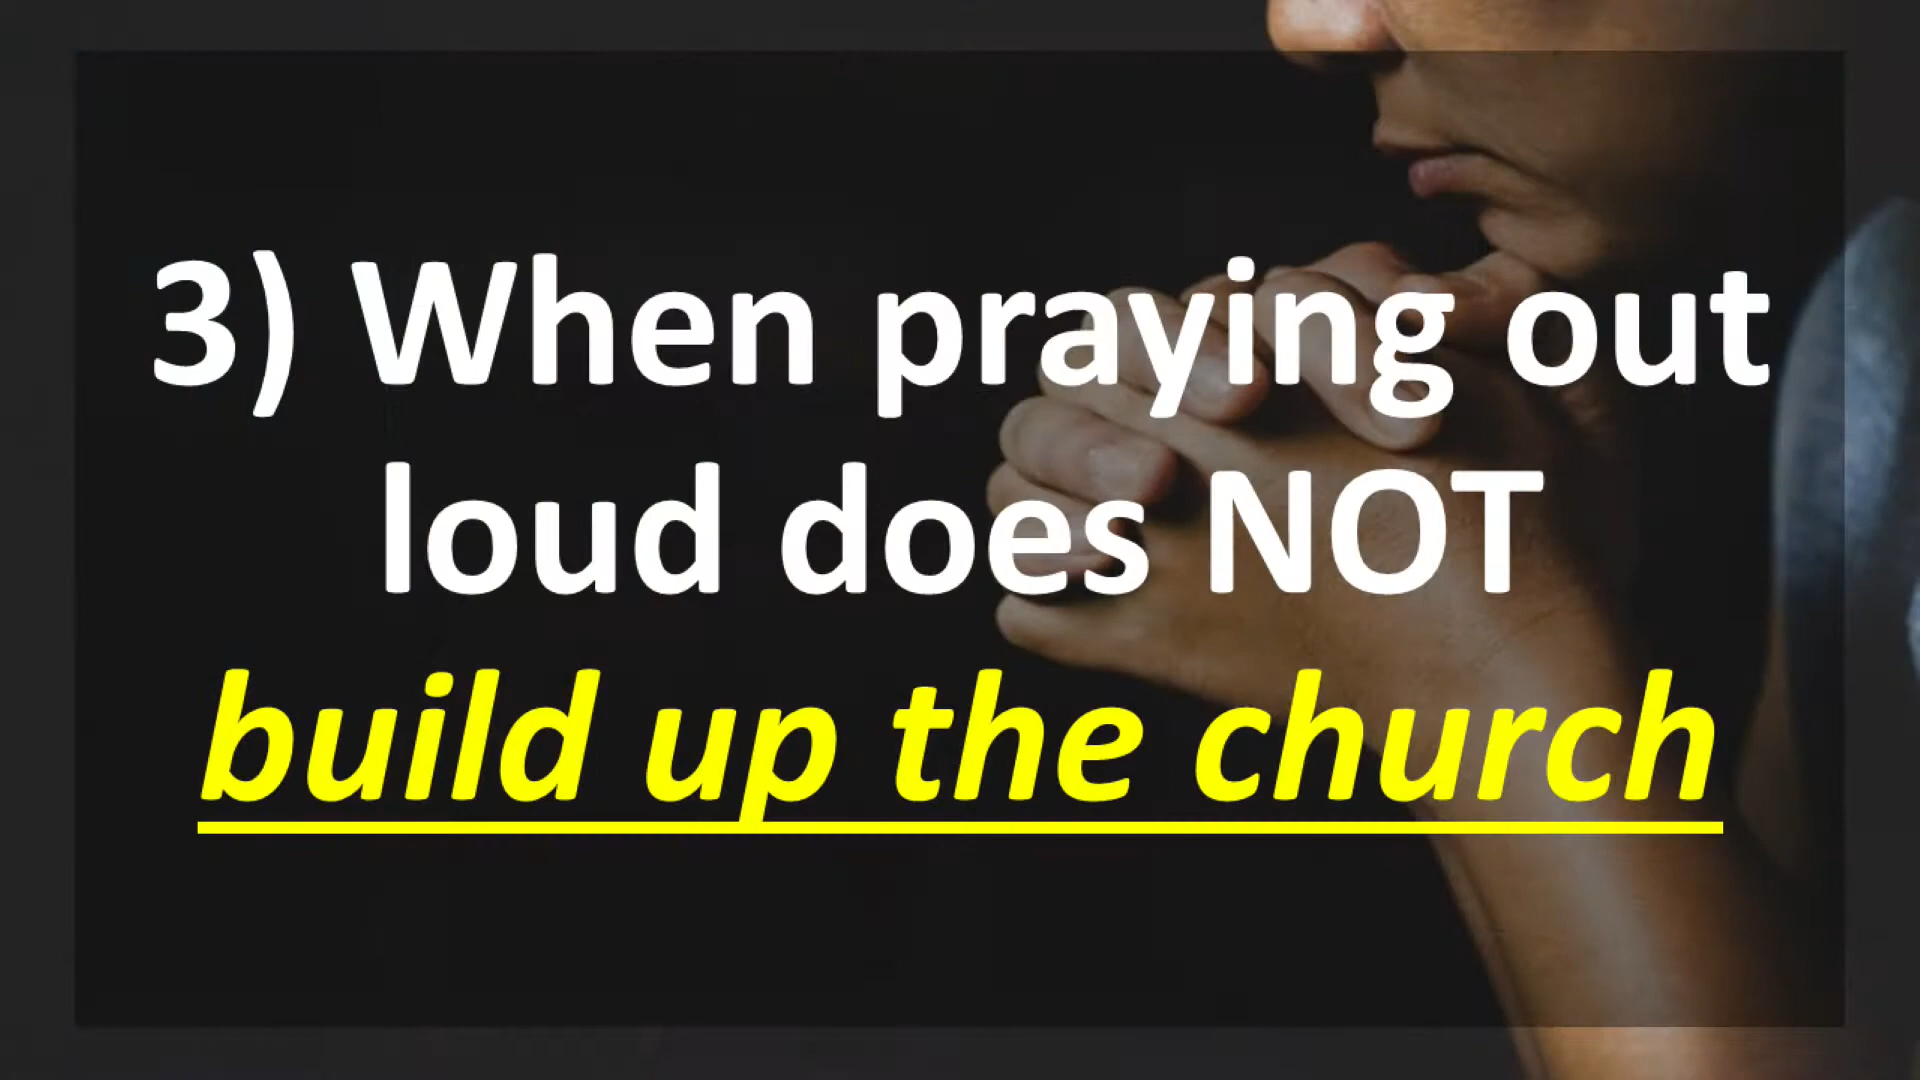 3) When praying out
loud does NOT
build up the church